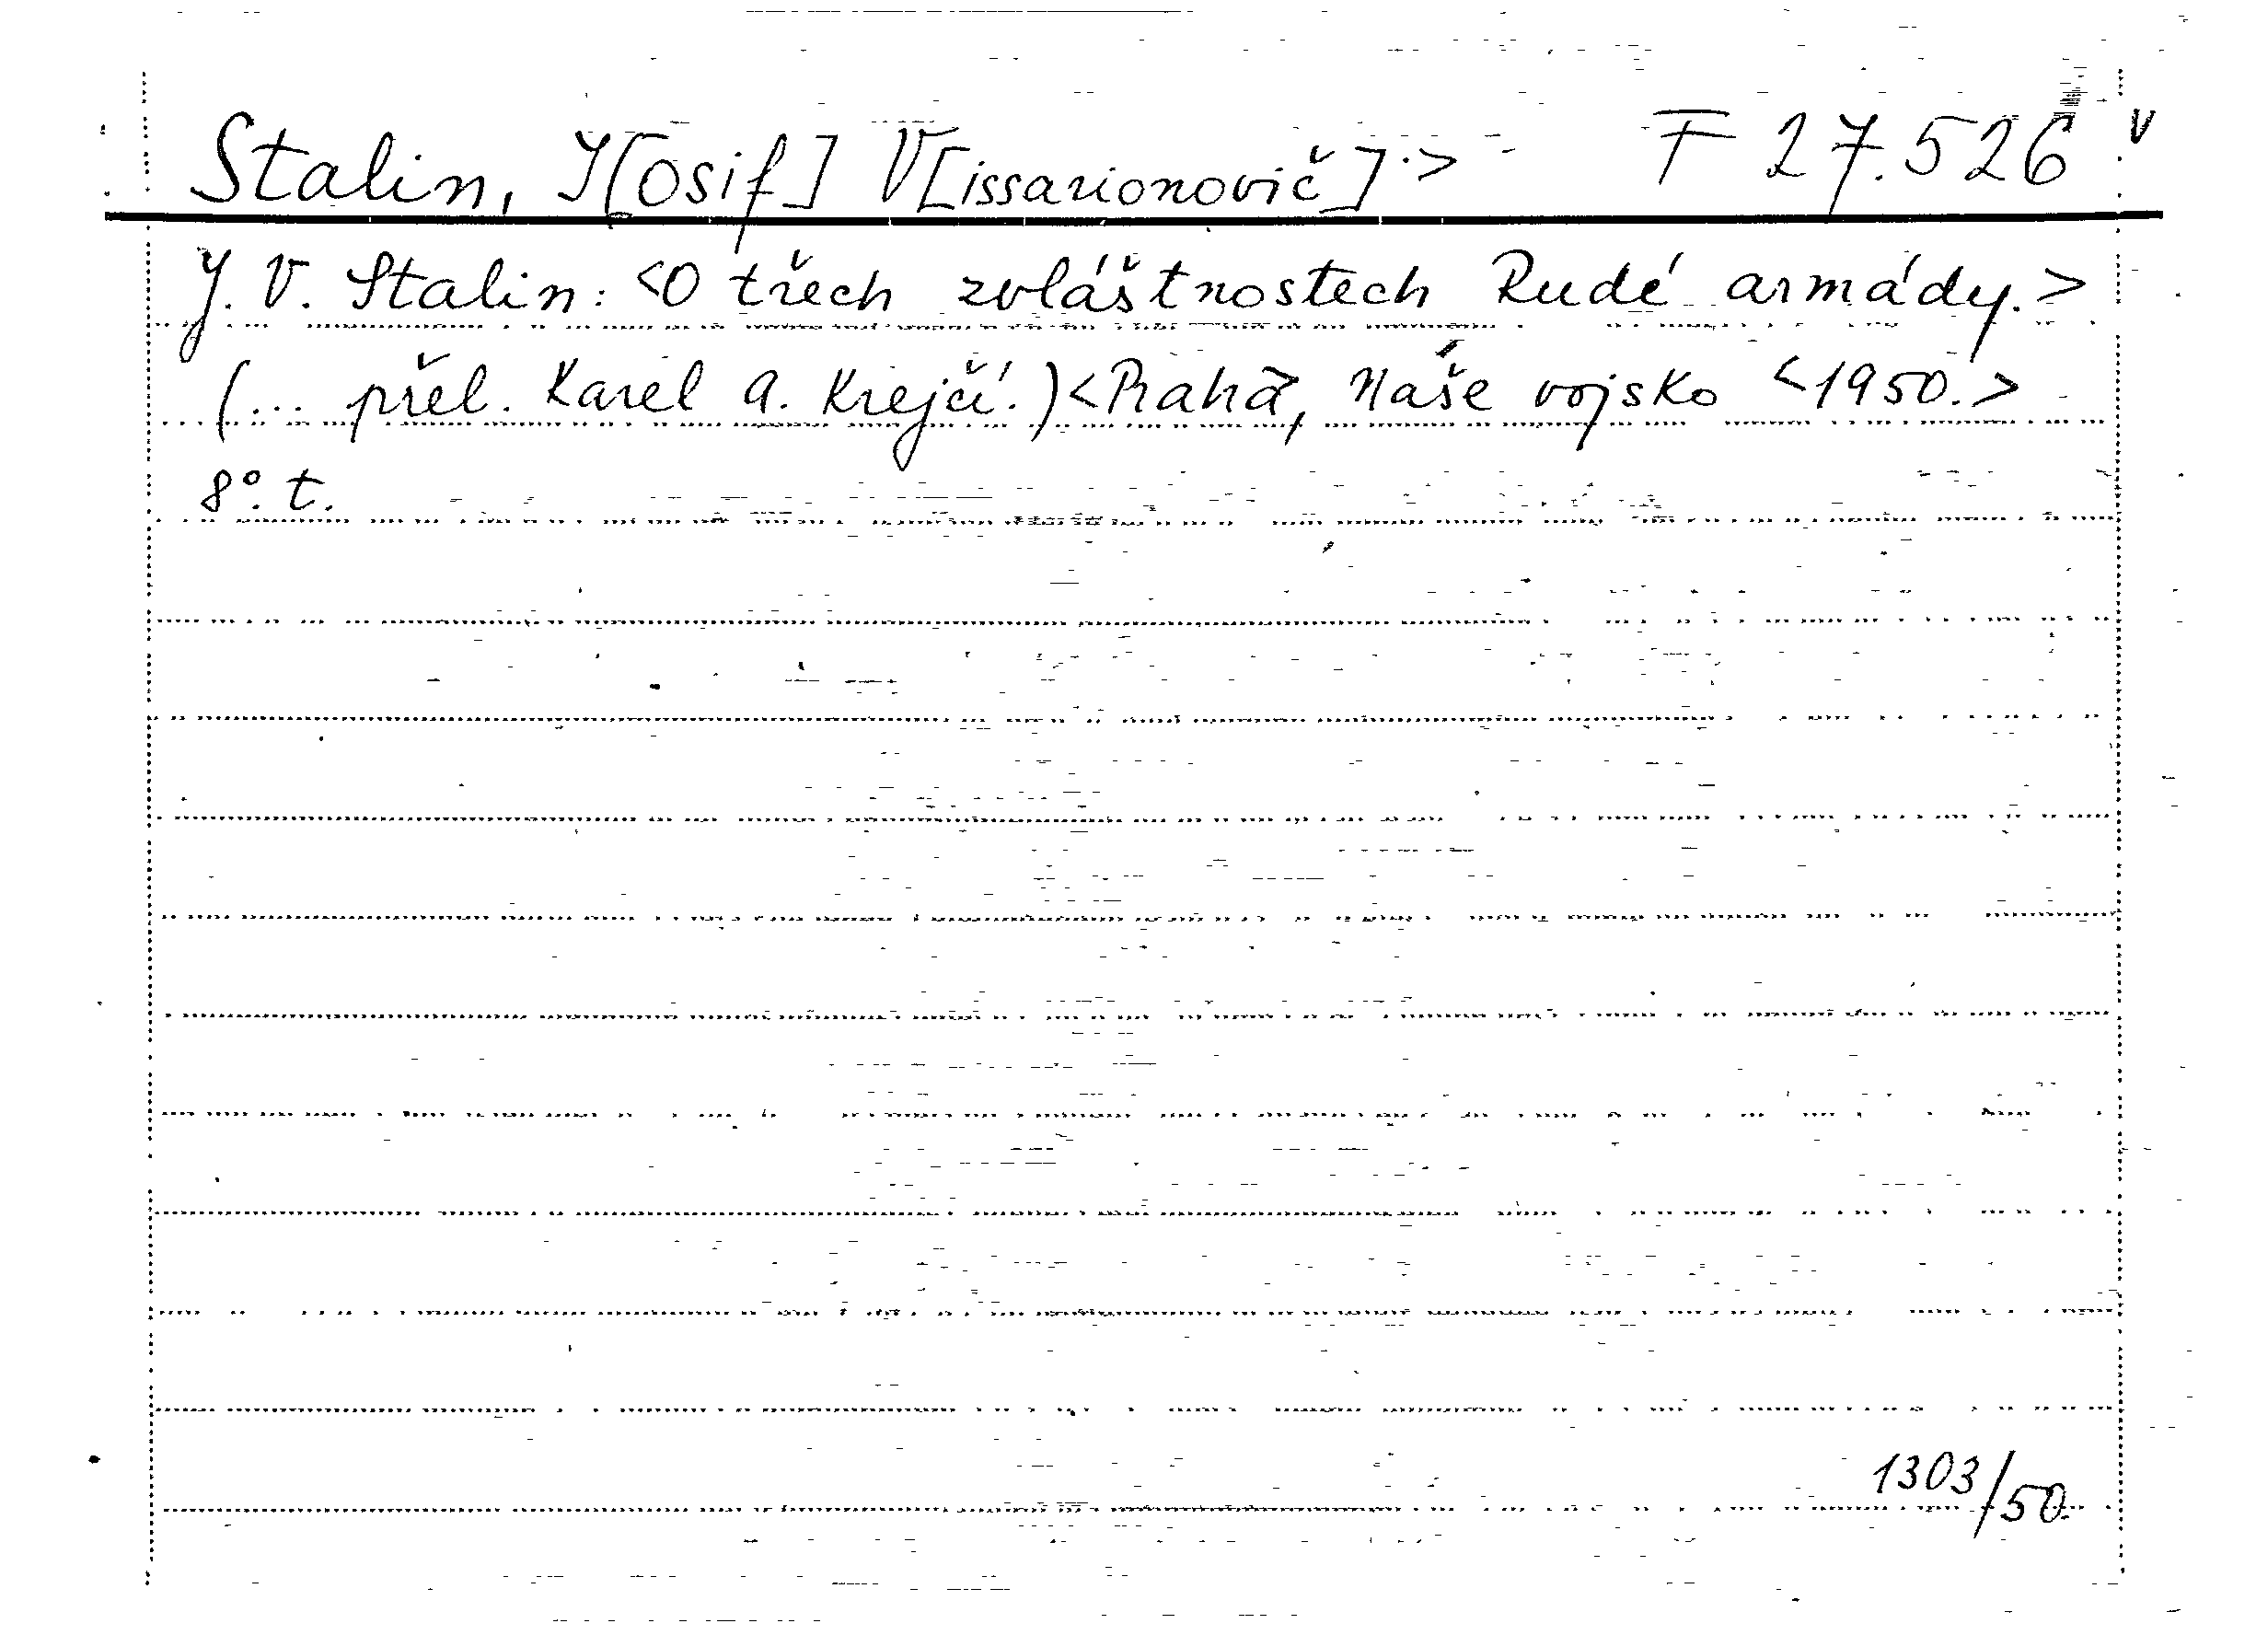 Stalin, J[osif] V[issarionovič].> F 27.526 v
J. V. Stalin: <O třech zvláštnostech Rudé armády.>
(... přel. Karel A. Krejčí.) <Praha>, Naše vojsko <1950.>
8°. t.
1303/50.